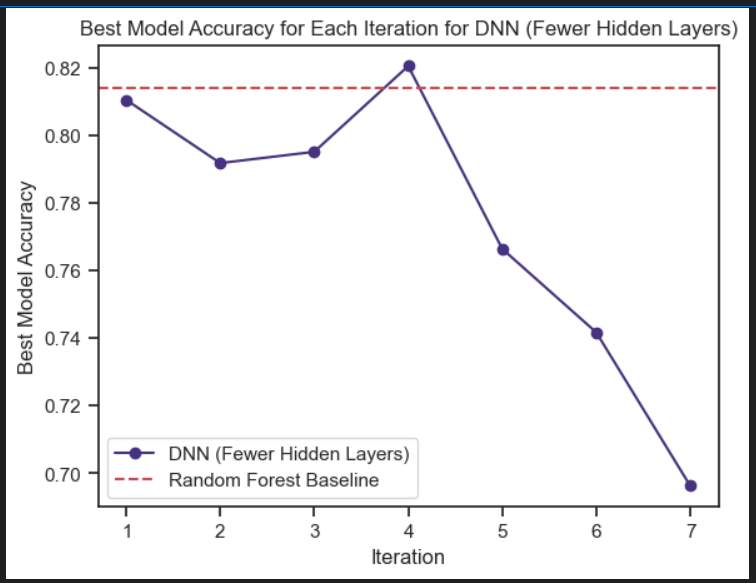 Best Model Accuracy for Each Iteration for DNN (Fewer Hidden Layers)
Best Model Accuracy
0.82
0.80
0.78
0.76
0.74
0.72
0.70
DNN (Fewer Hidden Layers)
Random Forest Baseline
1 2 3 4 5 6 7
Iteration